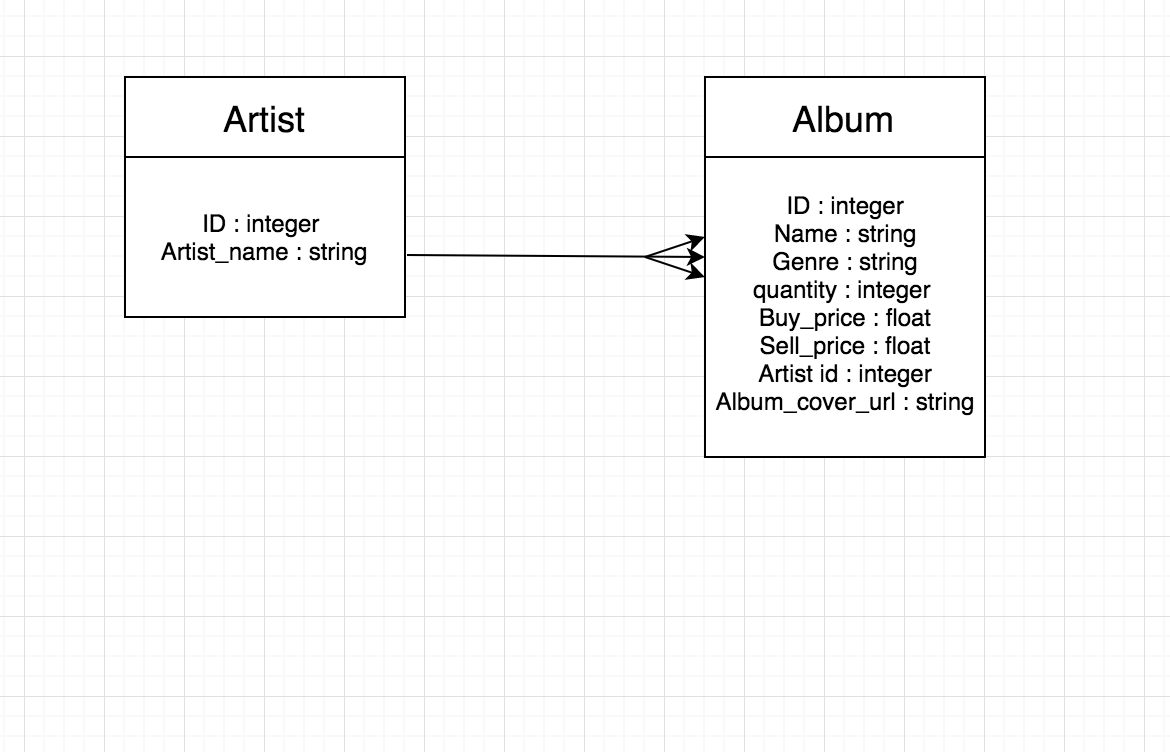 Artist
ID : integer
Artist_name : string
Album
ID : integer
Name : string
Genre : string
quantity : integer
Buy_price : float
Sell_price : float
Artist id : integer
Album_cover_url : string